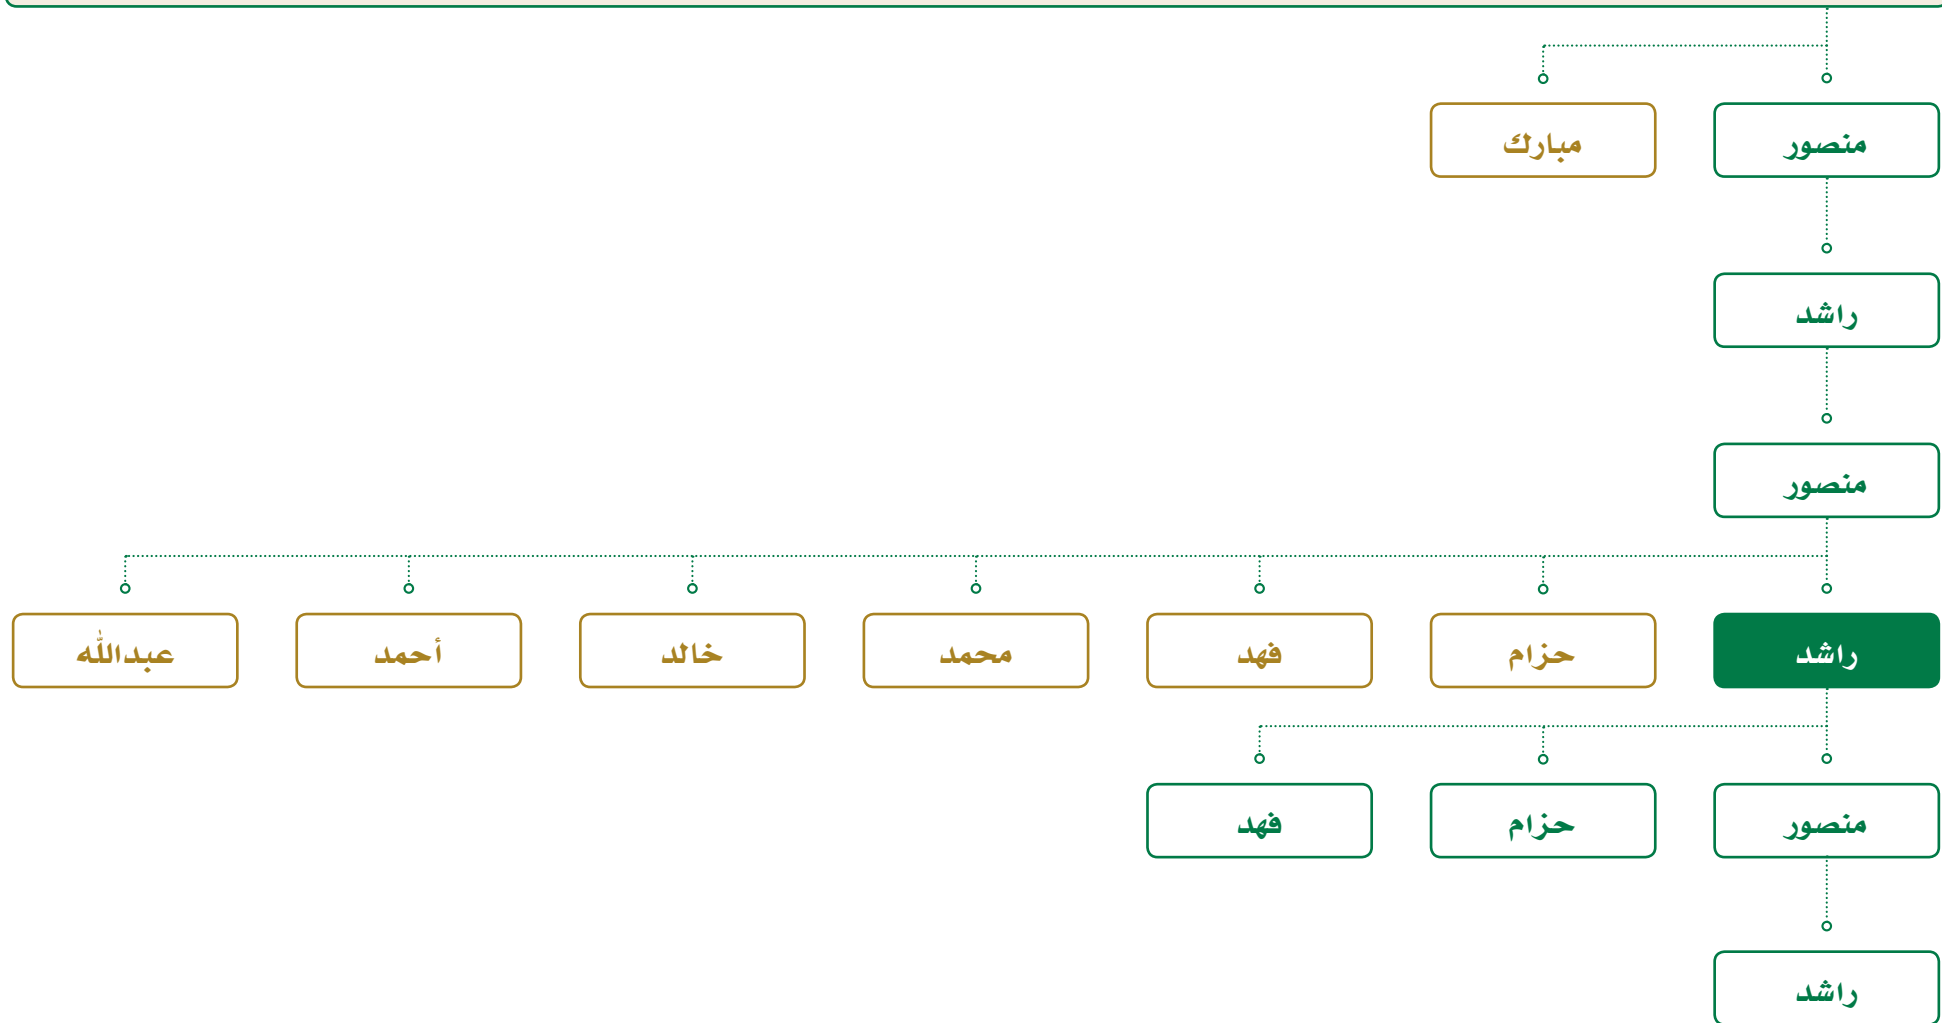 منصور
مبارك
راشد
منصور
راشد
حزام
فهد
محمد
خالد
أحمد
عبدالله
منصور
حزام
فهد
راشد